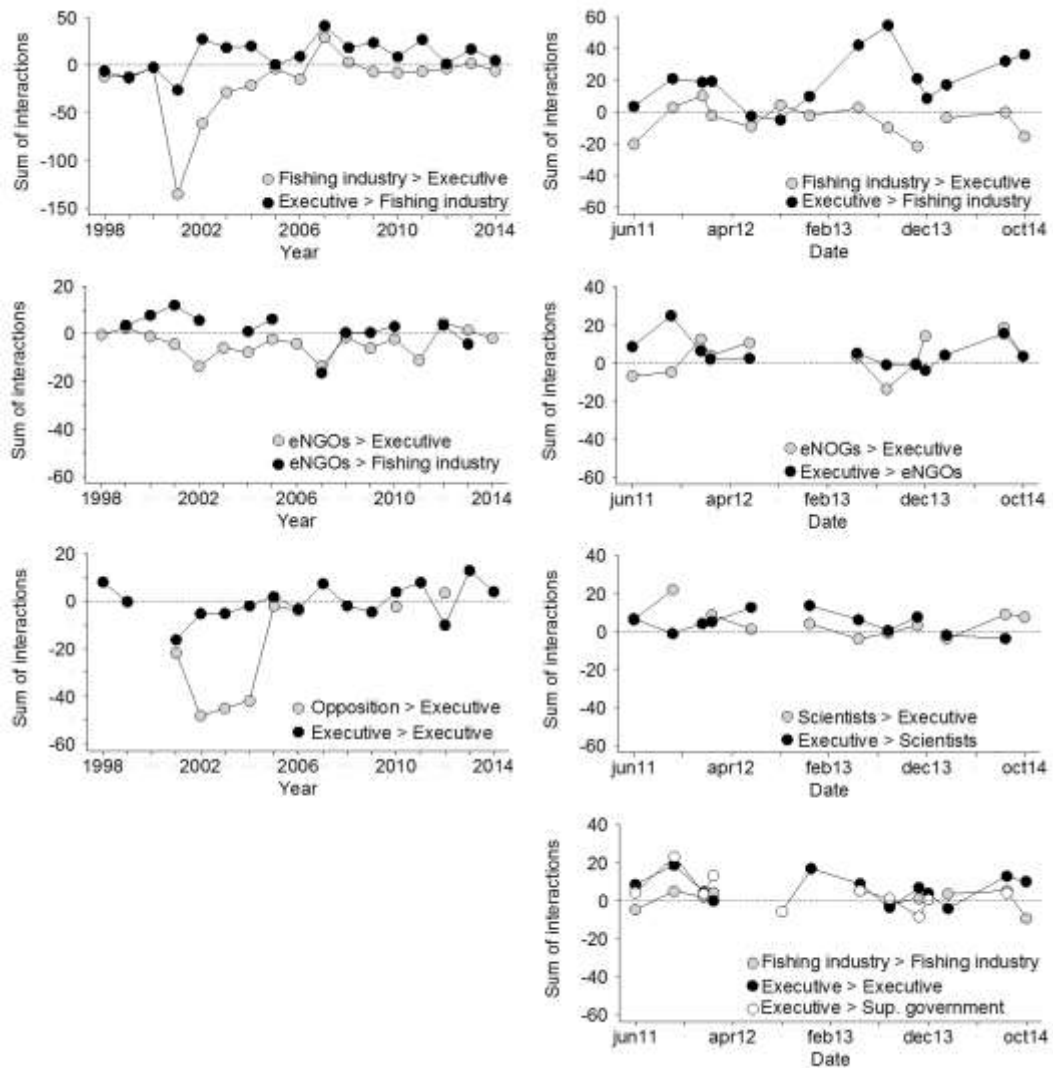 Sum of interactions
50
0
-50
-100
-150
Fishing industry > Executive
Executive > Fishing industry
1998 2002 2006 2010 2014
Year
Sum of interactions
60
40
20
0
-20
-40
-60
Fishing industry > Executive
Executive > Fishing industry
jun11 apr12 feb13 dec13 oct14
Date
Sum of interactions
20
0
-20
-40
-60
eNGOs > Executive
eNGOs > Fishing industry
1998 2002 2006 2010 2014
Year
Sum of interactions
40
20
0
-20
-40
-60
eNOGs > Executive
Executive > eNGOs
jun11 apr12 feb13 dec13 oct14
Date
Sum of interactions
20
0
-20
-40
-60
Opposition > Executive
Executive > Executive
1998 2002 2006 2010 2014
Year
Sum of interactions
40
20
0
-20
-40
-60
Scientists > Executive
Executive > Scientists
jun11 apr12 feb13 dec13 oct14
Date
Sum of interactions
40
20
0
-20
-40
-60
Fishing industry > Fishing industry
Executive > Executive
Executive > Sup. government
jun11 apr12 feb13 dec13 oct14
Date